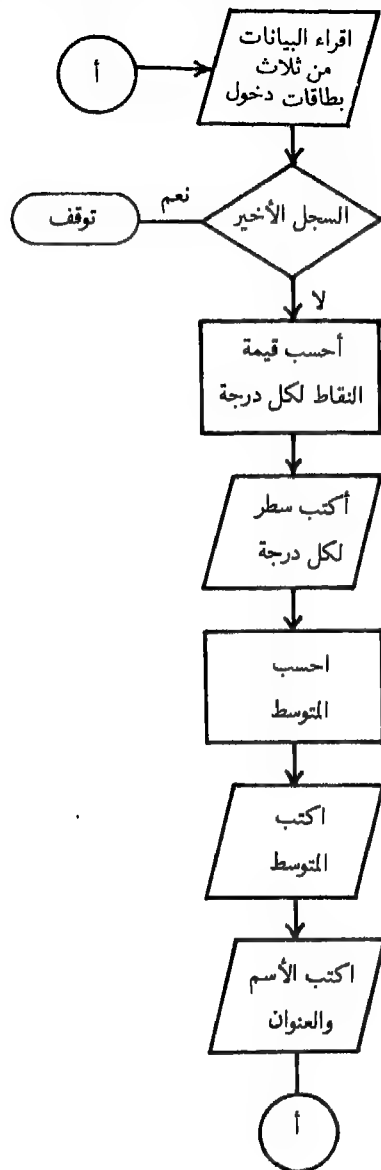 اقراء البيانات
من ثلاث
بطاقات دخول
أ
السجل الأخير
نعم
توقف
لا
أحسب قيمة
النقاط لكل درجة
أكتب سطر
لكل درجة
احسب
المتوسط
اكتب
المتوسط
اكتب الأسم
والعنوان
أ